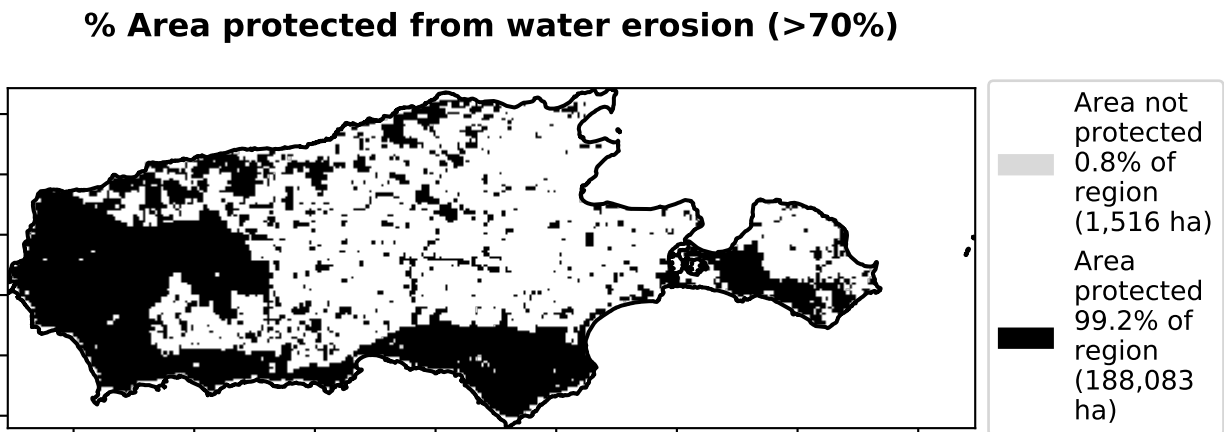 % Area protected from water erosion (>70%)
Area not
protected
0.8% of
region
(1,516 ha)
Area
protected
99.2% of
region
(188,083
ha)